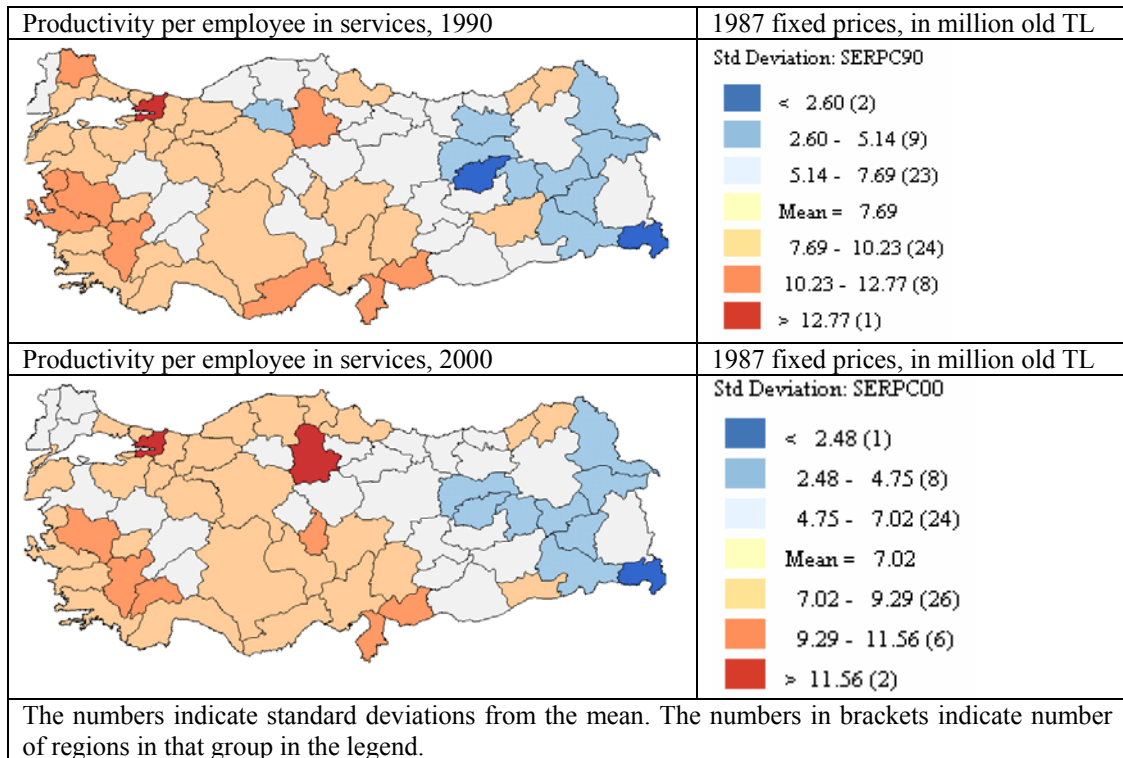 Productivity per employee in services, 1990
1987 fixed prices, in million old TL
Std Deviation: SERPC90
< 2.60 (2)
2.60 - 5.14 (9)
5.14 - 7.69 (23)
Mean = 7.69
7.69 - 10.23 (24)
10.23 - 12.77 (8)
> 12.77 (1)
Productivity per employee in services, 2000
1987 fixed prices, in million old TL
Std Deviation: SERPC00
< 2.48 (1)
2.48 - 4.75 (8)
4.75 - 7.02 (24)
Mean = 7.02
7.02 - 9.29 (26)
9.29 - 11.56 (6)
> 11.56 (2)
The numbers indicate standard deviations from the mean. The numbers in brackets indicate number
of regions in that group in the legend.